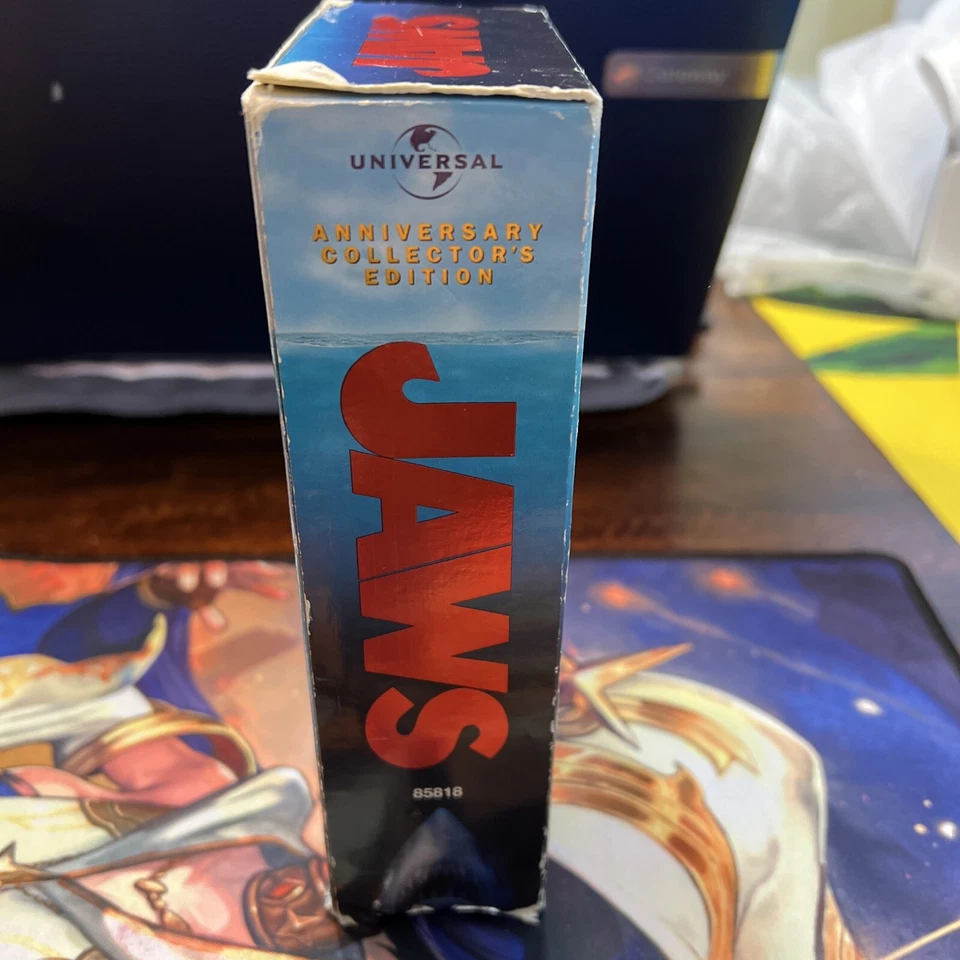 JAWS
UNIVERSAL
ANNIVERSARY
COLLECTOR'S
EDITION
JAWS
85818